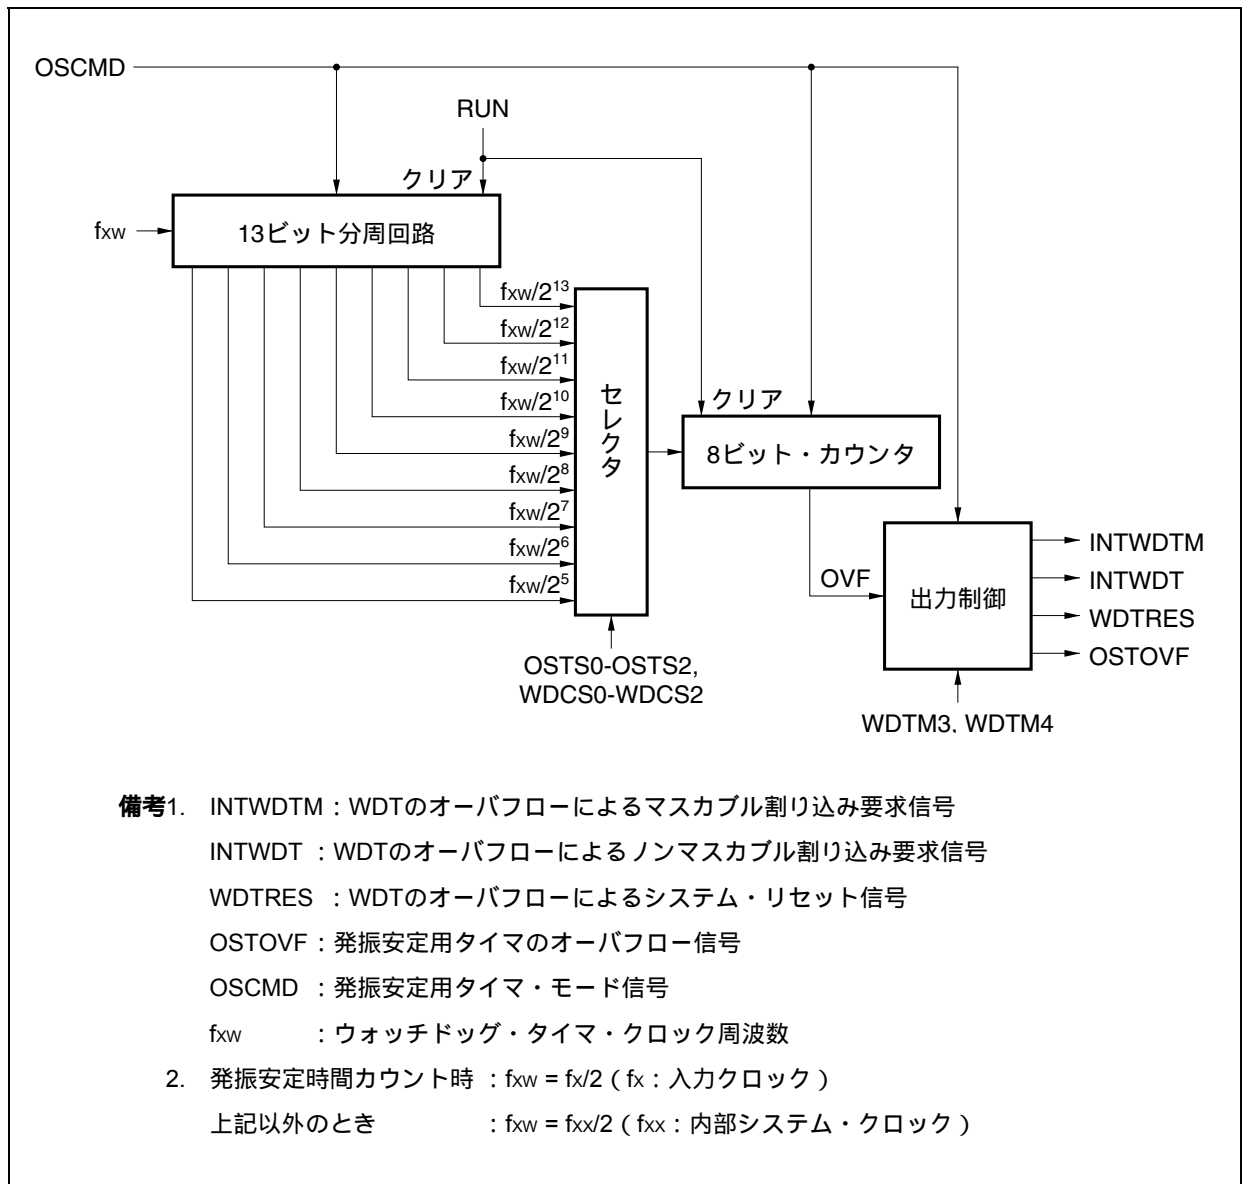 OSCMD
RUN
クリア
fxw
13ビット分周回路
fxw/2¹³
fxw/2¹²
fxw/2¹¹
fxw/2¹⁰
fxw/2⁹
fxw/2⁸
fxw/2⁷
fxw/2⁶
fxw/2⁵
セレクタ
クリア
8ビット・カウンタ
OVF
出力制御
INTWDTM
INTWDT
WDTRES
OSTOVF
OSTS0-OSTS2,
WDCS0-WDCS2
WDTM3, WDTM4
備考1. INTWDTM：WDTのオーバフローによるマスカブル割り込み要求信号
INTWDT ：WDTのオーバフローによるノンマスカブル割り込み要求信号
WDTRES ：WDTのオーバフローによるシステム・リセット信号
OSTOVF：発振安定用タイマのオーバフロー信号
OSCMD ：発振安定用タイマ・モード信号
fxw ：ウォッチドッグ・タイマ・クロック周波数
2. 発振安定時間カウント時 ：fxw = fx/2（fx：入力クロック）
上記以外のとき ：fxw = fxx/2（fxx：内部システム・クロック）